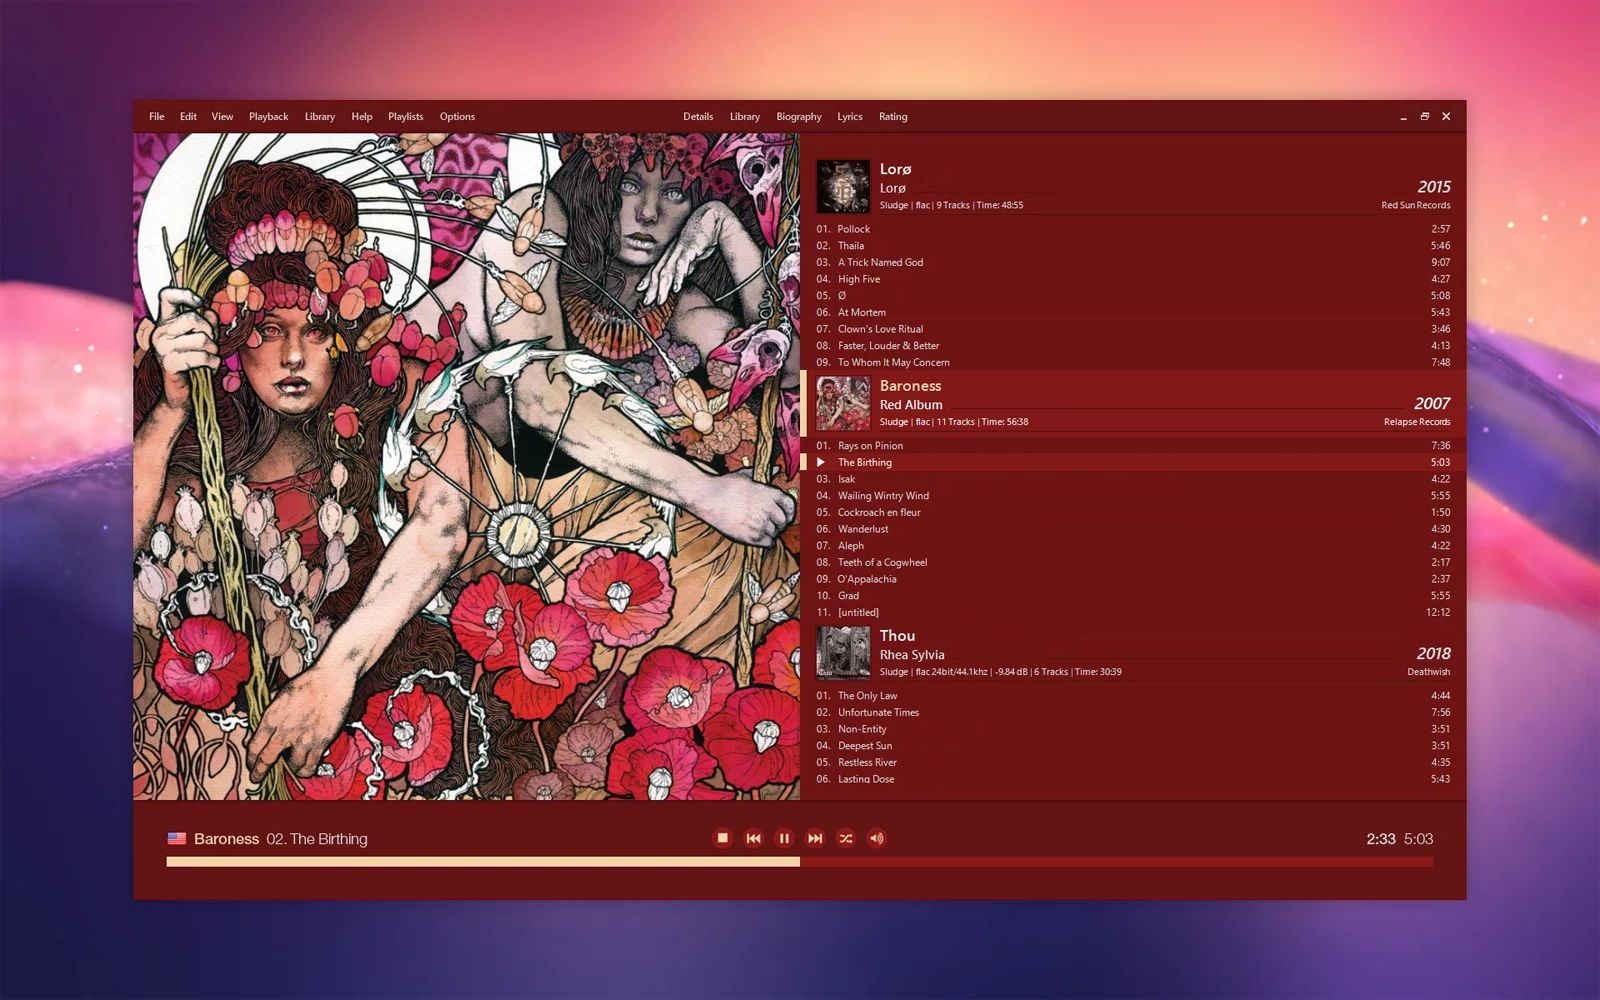 File Edit View Playback Library Help Playlists Options Details Library Biography Lyrics Rating
Lorø
Lorø 2015
Sludge | flac | 9 Tracks | Time: 48:55 Red Sun Records
01. Pollock 2:57
02. Thaila 5:46
03. A Trick Named God 9:07
04. High Five 4:27
05. Ø 5:08
06. At Mortem 5:43
07. Clown's Love Ritual 3:46
08. Faster, Louder & Better 4:13
09. To Whom It May Concern 7:48
Baroness
Red Album 2007
Sludge | flac | 11 Tracks | Time: 56:38 Relapse Records
01. Rays on Pinion 7:36
The Birthing 5:03
03. Isak 4:22
04. Wailing Wintry Wind 5:55
05. Cockroach en fleur 1:50
06. Wanderlust 4:30
07. Aleph 4:22
08. Teeth of a Cogwheel 2:17
09. O'Appalachia 2:37
10. Grad 5:55
11. [untitled] 12:12
Thou
Rhea Sylvia 2018
Sludge | flac 24bit/44.1khz | -9.84 dB | 6 Tracks | Time: 30:39 Deathwish
01. The Only Law 4:44
02. Unfortunate Times 7:56
03. Non-Entity 3:51
04. Deepest Sun 3:51
05. Restless River 4:35
06. Lasting Dose 5:43
Baroness 02. The Birthing 2:33 5:03